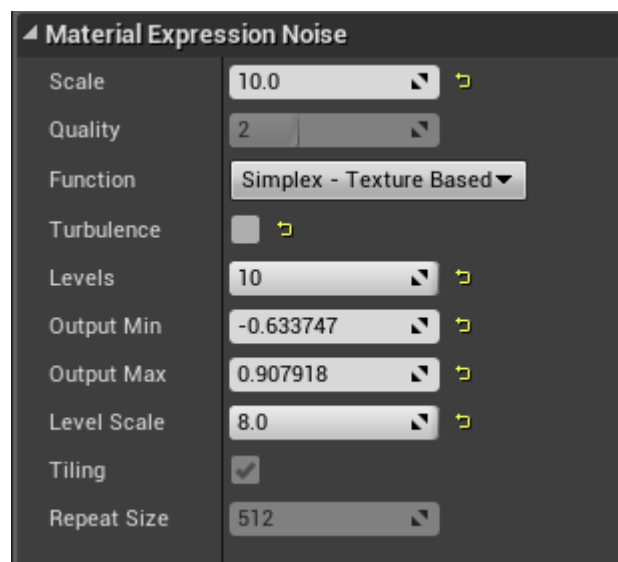 Material Expression Noise
Scale 10.0
Quality 2
Function Simplex - Texture Based
Turbulence
Levels 10
Output Min -0.633747
Output Max 0.907918
Level Scale 8.0
Tiling
Repeat Size 512